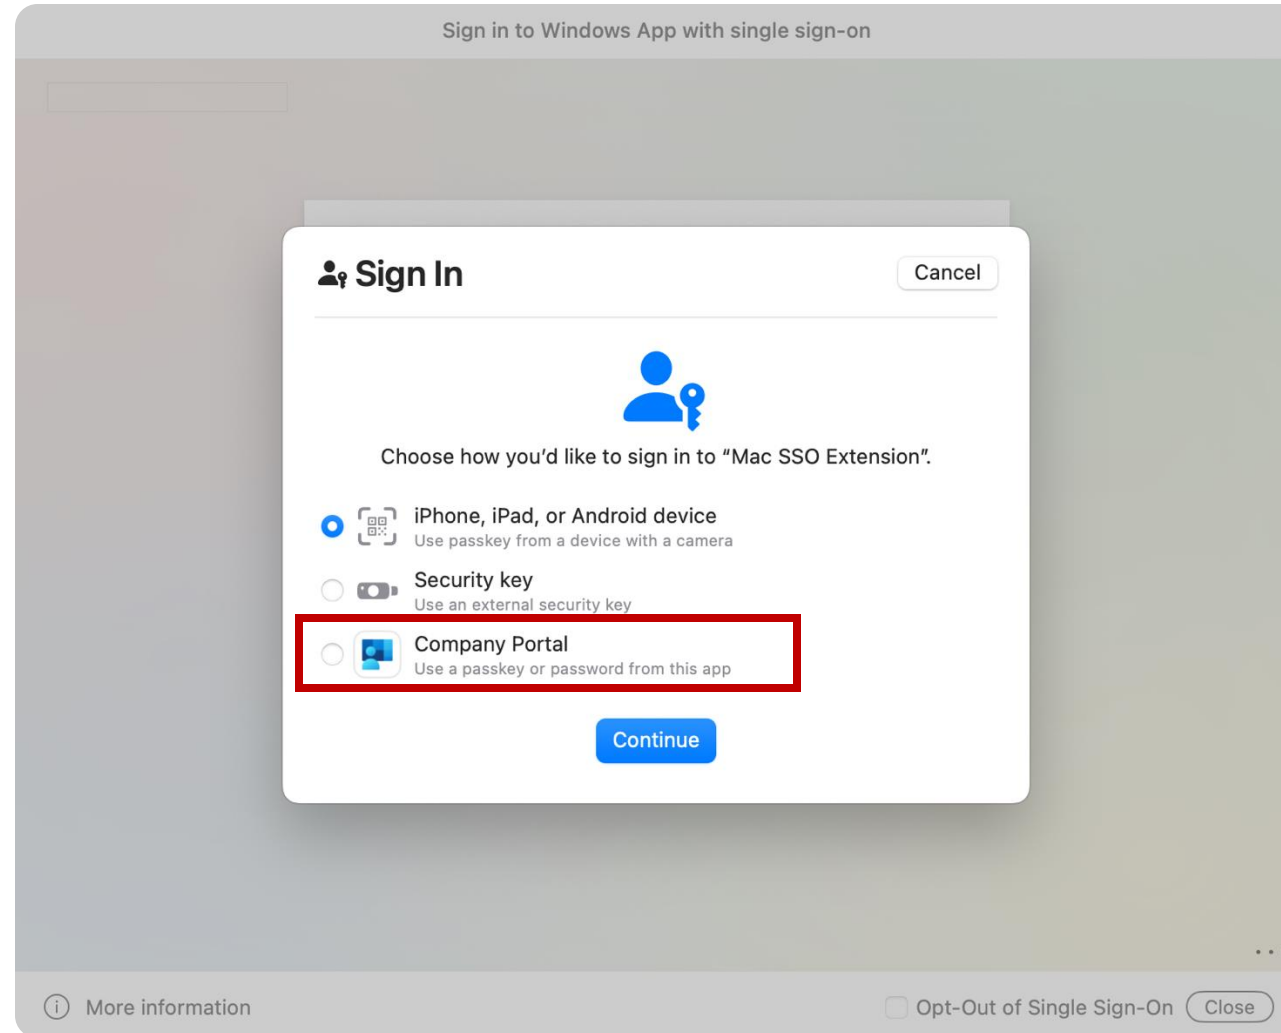 Sign in to Windows App with single sign-on
Sign In
Cancel
Choose how you’d like to sign in to “Mac SSO Extension”.
iPhone, iPad, or Android device
Use passkey from a device with a camera
Security key
Use an external security key
Company Portal
Use a passkey or password from this app
Continue
More information
Opt-Out of Single Sign-On
Close